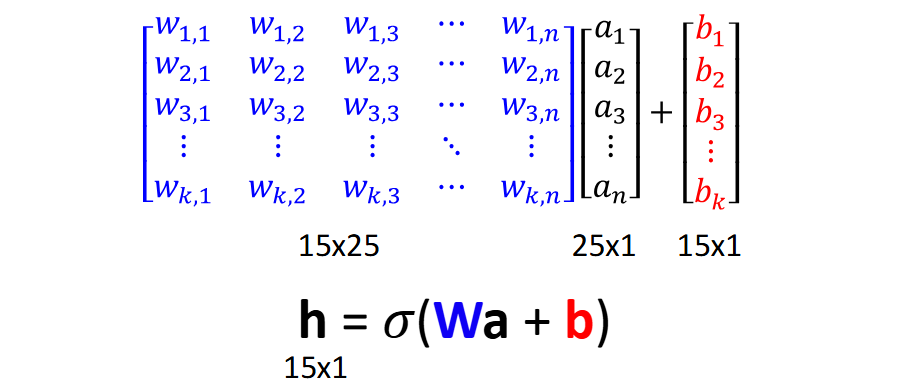 w₁,₁ w₁,₂ w₁,₃ ⋯ w₁,ₙ a₁ b₁
w₂,₁ w₂,₂ w₂,₃ ⋯ w₂,ₙ a₂ b₂
w₃,₁ w₃,₂ w₃,₃ ⋯ w₃,ₙ a₃ + b₃
⋮ ⋮ ⋮ ⋱ ⋮ ⋮ ⋮
wₖ,₁ wₖ,₂ wₖ,₃ ⋯ wₖ,ₙ aₙ bₖ
15x25 25x1 15x1
h = σ(Wa + b)
15x1